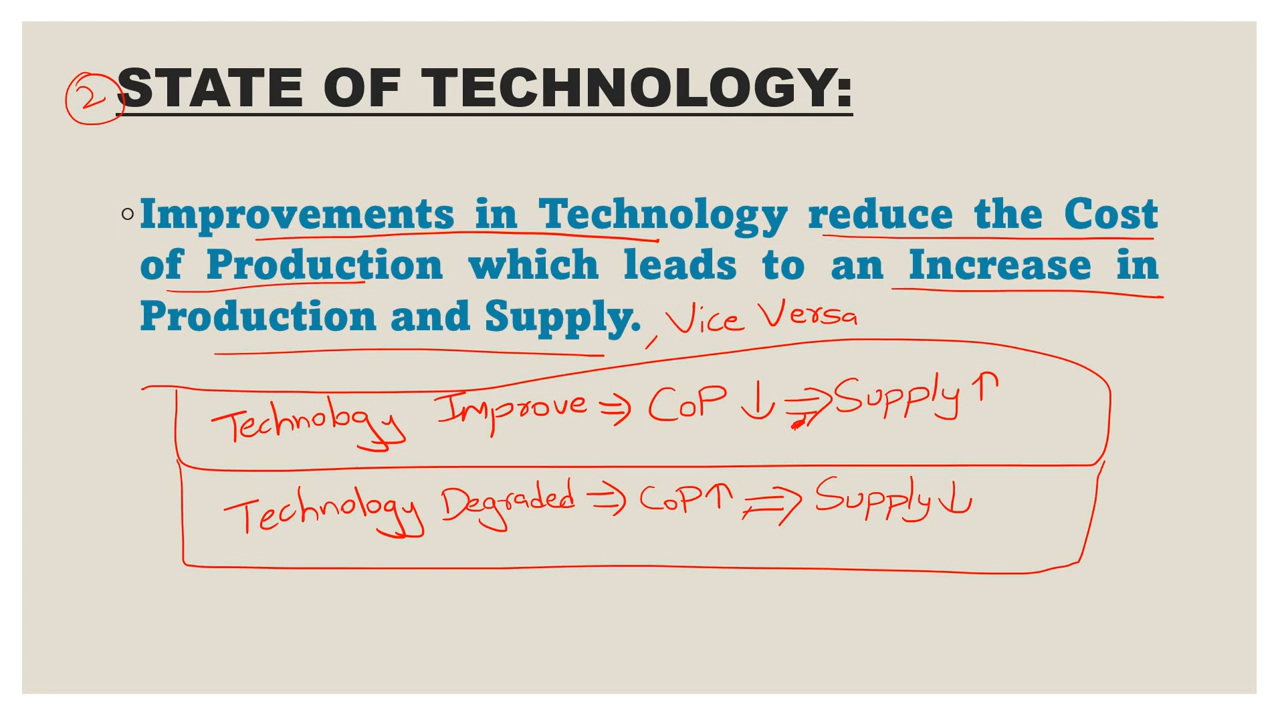 ② STATE OF TECHNOLOGY:
◦Improvements in Technology reduce the Cost
of Production which leads to an Increase in
Production and Supply. , Vice Versa
Technology Improve ⇒ CoP ↓ ⇒ Supply ↑
Technology Degraded ⇒ CoP↑ ⇒ Supply↓